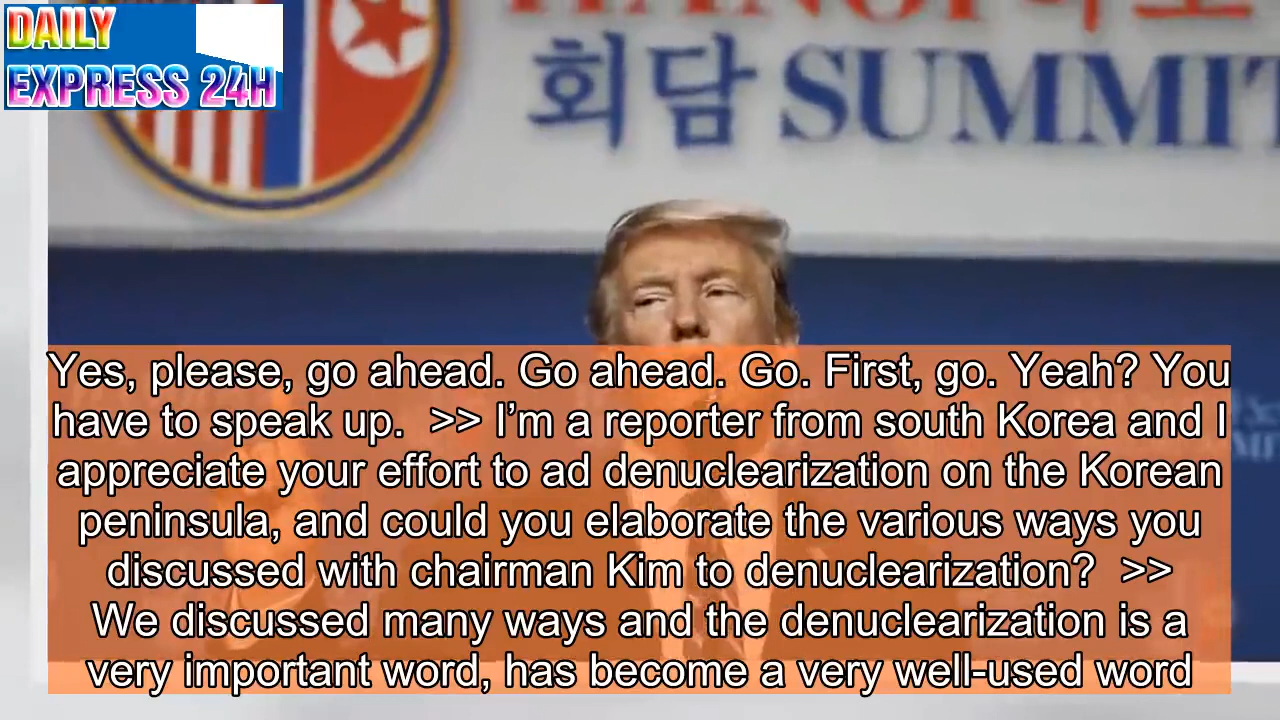 DAILY
EXPRESS 24H
회담 SUMMIT
Yes, please, go ahead. Go ahead. Go. First, go. Yeah? You
have to speak up.  >> I’m a reporter from south Korea and I
appreciate your effort to ad denuclearization on the Korean
peninsula, and could you elaborate the various ways you
discussed with chairman Kim to denuclearization?  >>
We discussed many ways and the denuclearization is a
very important word, has become a very well-used word